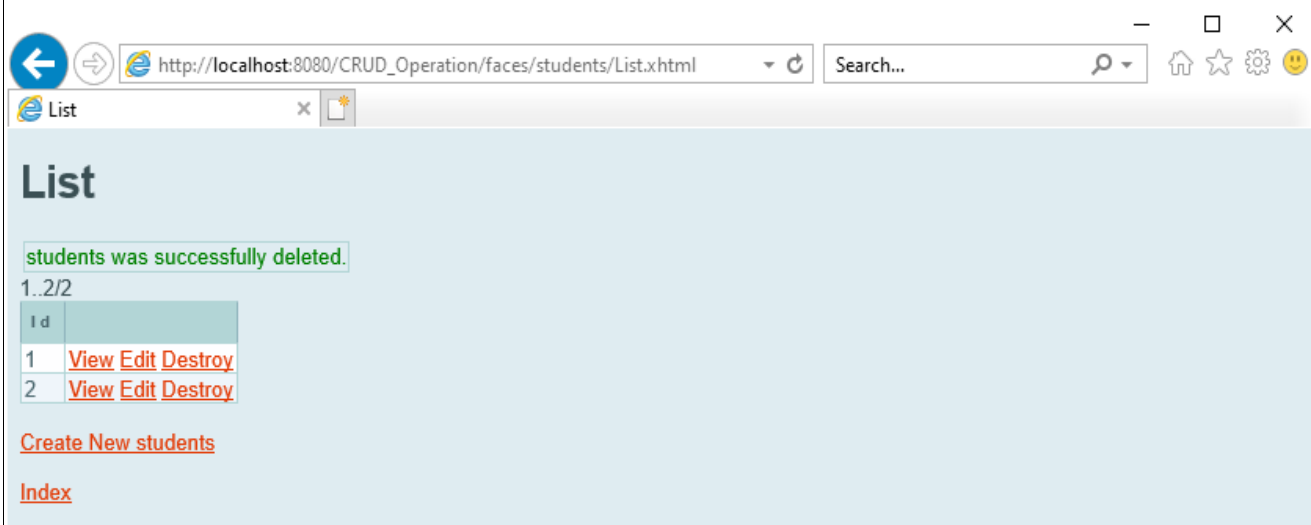 http://localhost:8080/CRUD_Operation/faces/students/List.xhtml
Search...
List
List
students was successfully deleted.
1..2/2
Id
1 View Edit Destroy
2 View Edit Destroy
Create New students
Index